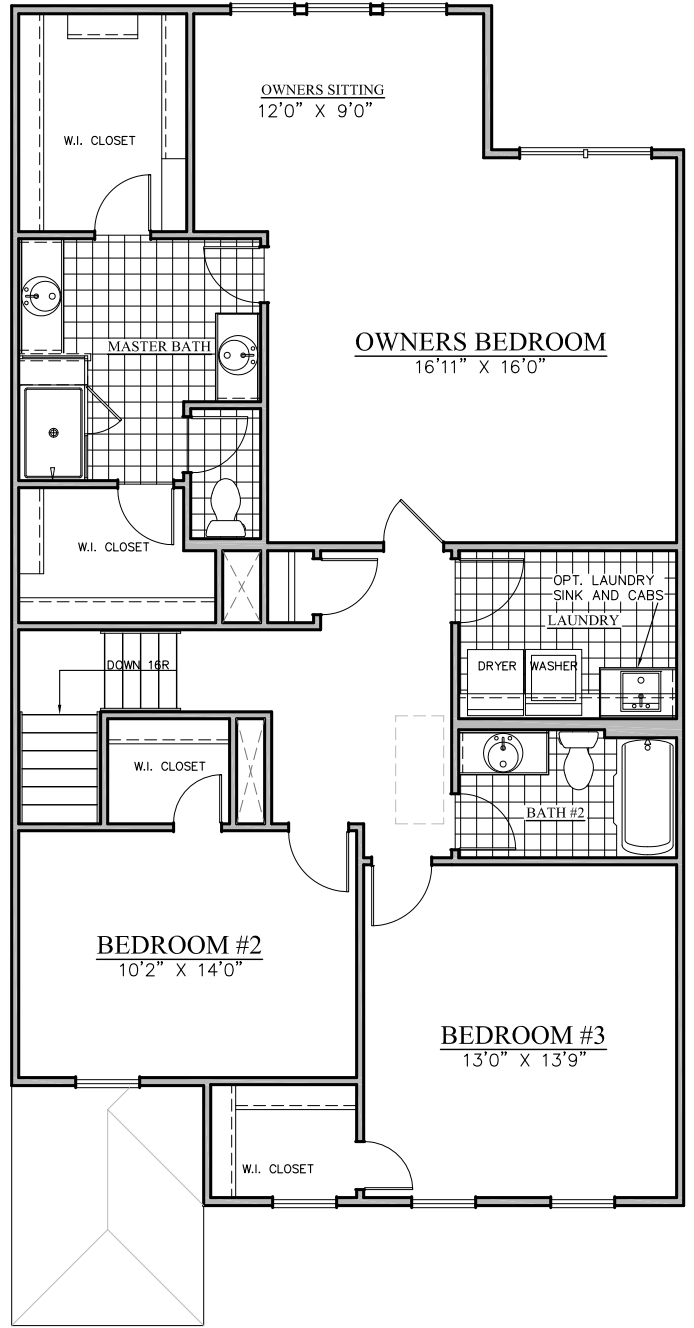 OWNERS SITTING
12'0" X 9'0"
W.I. CLOSET
OWNERS BEDROOM
16'11" X 16'0"
MASTER BATH
W.I. CLOSET
OPT. LAUNDRY
SINK AND CABS
LAUNDRY
DRYER
WASHER
DOWN 16R
W.I. CLOSET
BATH #2
BEDROOM #2
10'2" X 14'0"
BEDROOM #3
13'0" X 13'9"
W.I. CLOSET